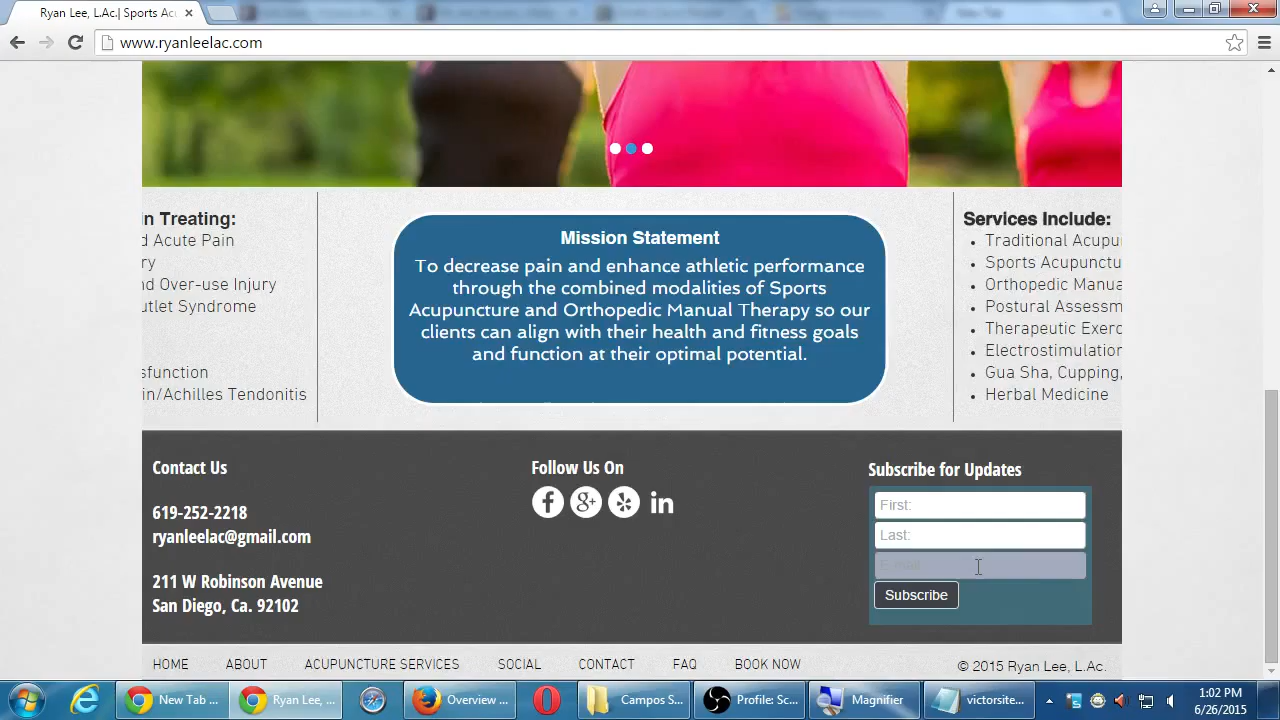 Ryan Lee, L.Ac.| Sports Ac
New Tab
www.ryanleelac.com
n Treating:
d Acute Pain
ry
nd Over-use Injury
utlet Syndrome
sfunction
in/Achilles Tendonitis
Mission Statement
To decrease pain and enhance athletic performance
through the combined modalities of Sports
Acupuncture and Orthopedic Manual Therapy so our
clients can align with their health and fitness goals
and function at their optimal potential.
Services Include:
Traditional Acupu
Sports Acupunctu
Orthopedic Manua
Postural Assessm
Therapeutic Exerc
Electrostimulation
Gua Sha, Cupping,
Herbal Medicine
Contact Us
619-252-2218
ryanleelac@gmail.com
211 W Robinson Avenue
San Diego, Ca. 92102
Follow Us On
Subscribe for Updates
First:
Last:
E-mail
Subscribe
HOME ABOUT ACUPUNCTURE SERVICES SOCIAL CONTACT FAQ BOOK NOW
© 2015 Ryan Lee, L.Ac.
New Tab ...
Ryan Lee, ...
Overview ...
Campos S...
Profile: Sc...
Magnifier
victorsite...
1:02 PM
6/26/2015